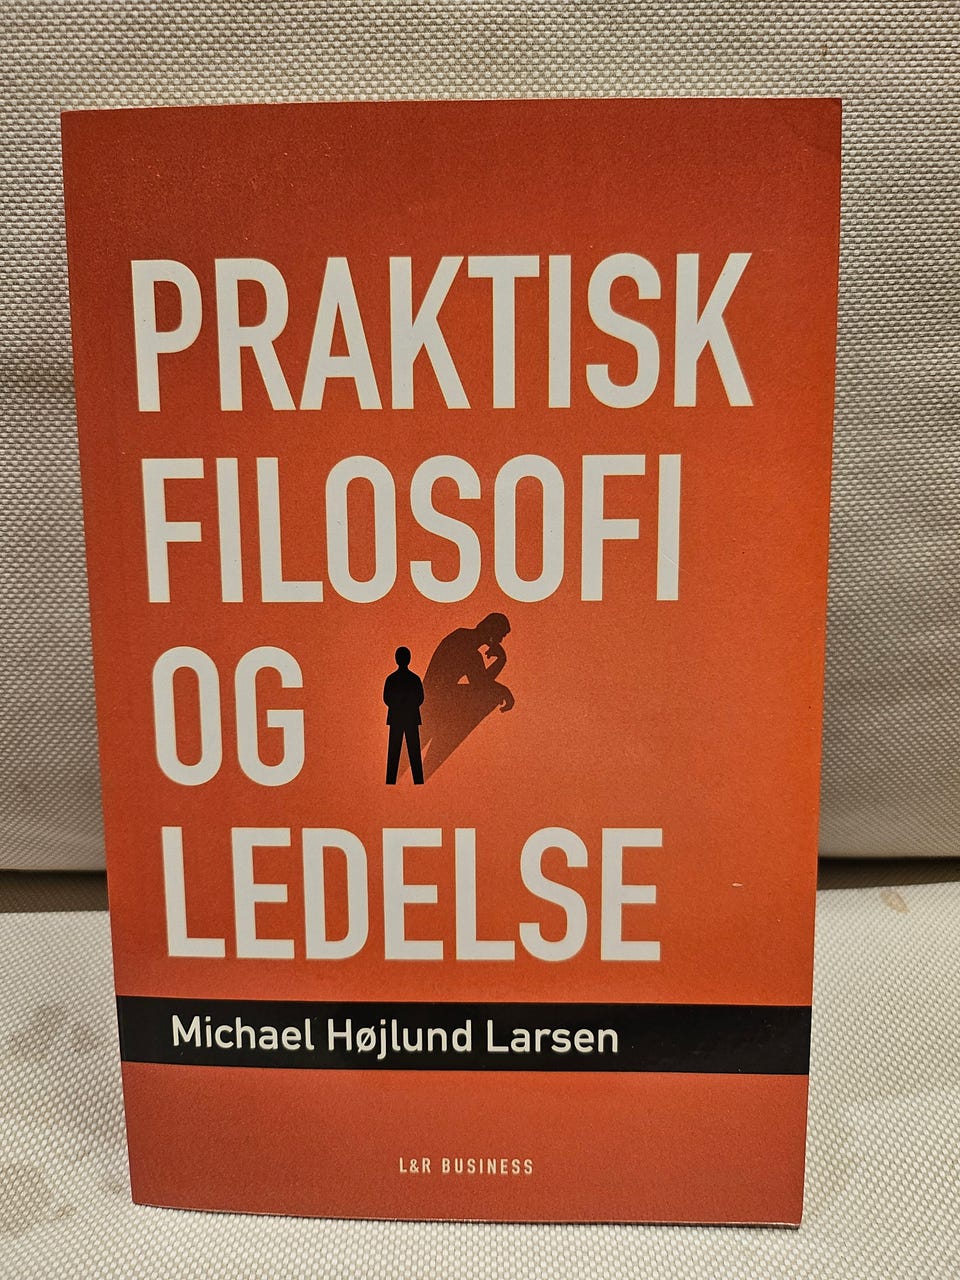 PRAKTISK
FILOSOFI
OG
LEDELSE
Michael Højlund Larsen
L&R BUSINESS